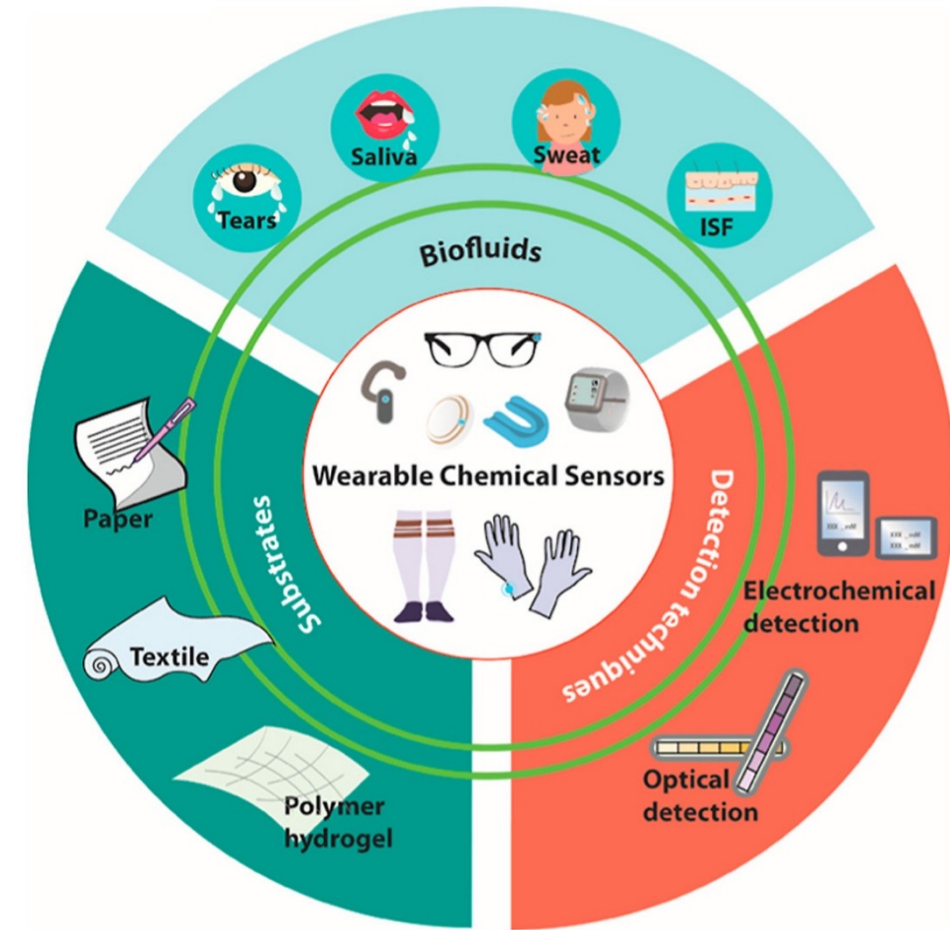 Tears
Saliva
Sweat
ISF
Biofluids
Wearable Chemical Sensors
Substrates
Paper
Textile
Polymer
hydrogel
Detection techniques
Electrochemical
detection
Optical
detection